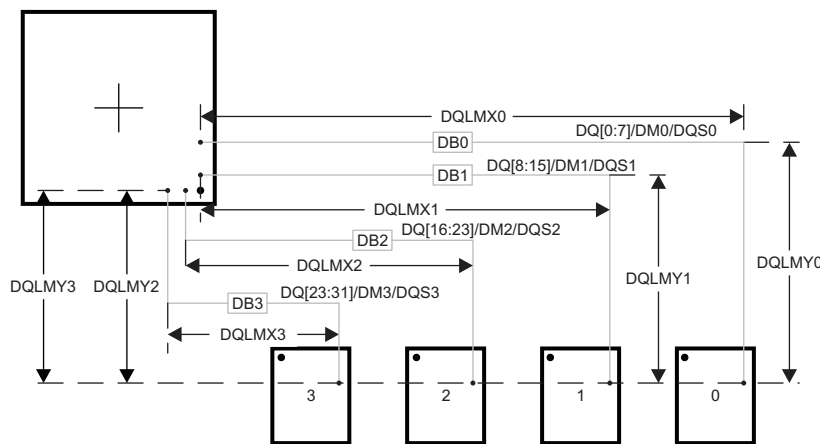 DQLMX0
DQ[0:7]/DM0/DQS0
DB0
DQ[8:15]/DM1/DQS1
DB1
DQLMX1
DQ[16:23]/DM2/DQS2
DB2
DQLMX2
DQLMY0
DQLMY1
DQLMY3
DQLMY2
DQ[23:31]/DM3/DQS3
DB3
DQLMX3
3
2
1
0